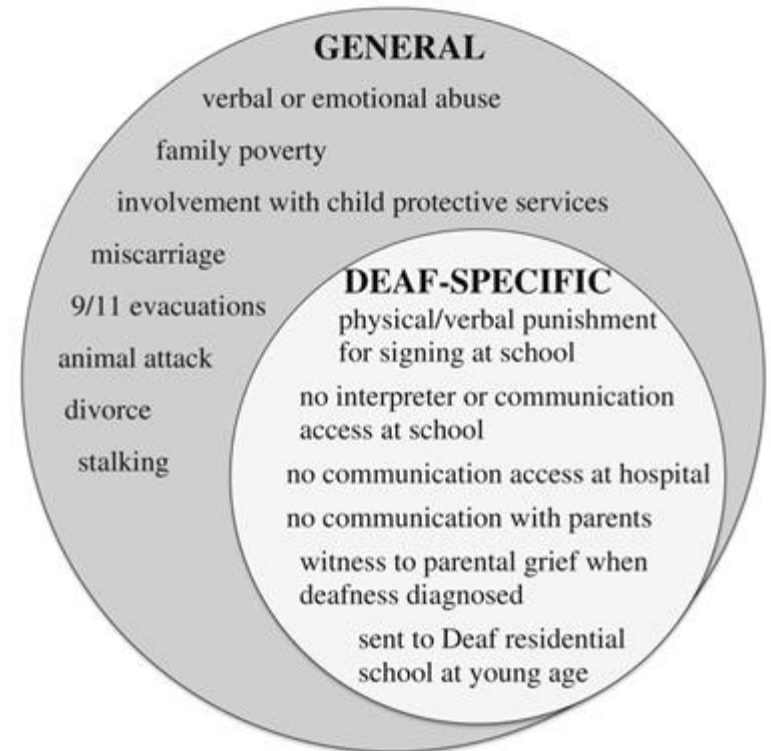 GENERAL
verbal or emotional abuse
family poverty
involvement with child protective services
miscarriage
9/11 evacuations
animal attack
divorce
stalking
DEAF-SPECIFIC
physical/verbal punishment
for signing at school
no interpreter or communication
access at school
no communication access at hospital
no communication with parents
witness to parental grief when
deafness diagnosed
sent to Deaf residential
school at young age